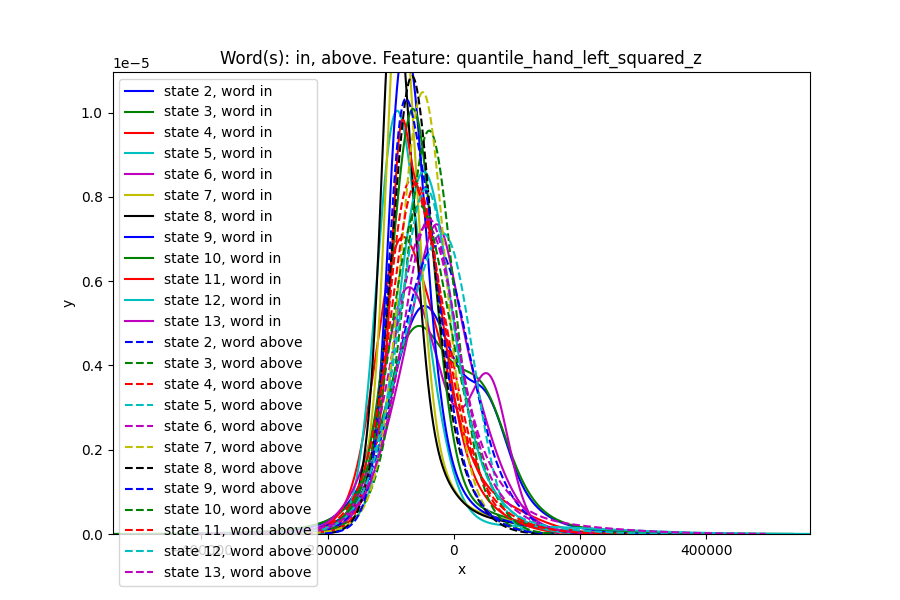 Word(s): in, above. Feature: quantile_hand_left_squared_z
1e−5
1.0
0.8
0.6
0.4
0.2
0.0
y
state 2, word in
state 3, word in
state 4, word in
state 5, word in
state 6, word in
state 7, word in
state 8, word in
state 9, word in
state 10, word in
state 11, word in
state 12, word in
state 13, word in
state 2, word above
state 3, word above
state 4, word above
state 5, word above
state 6, word above
state 7, word above
state 8, word above
state 9, word above
state 10, word above
state 11, word above
state 12, word above
state 13, word above
0
200000
400000
x